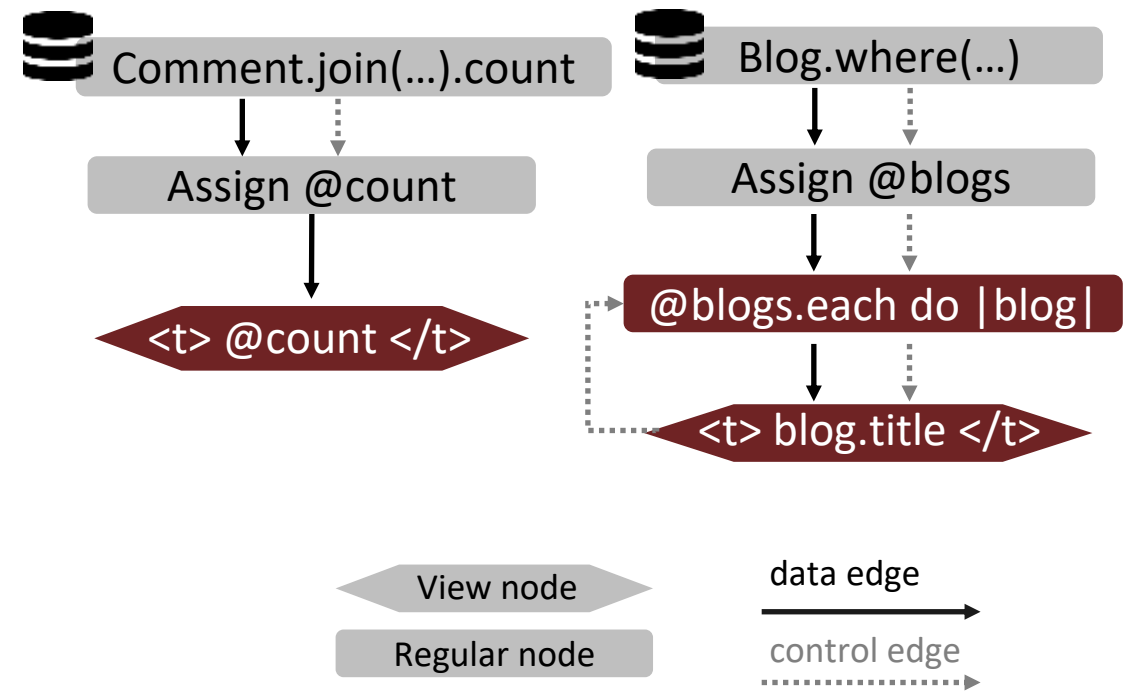 Comment.join(…).count
Assign @count
<t> @count </t>
Blog.where(…)
Assign @blogs
@blogs.each do |blog|
<t> blog.title </t>
View node
Regular node
data edge
control edge